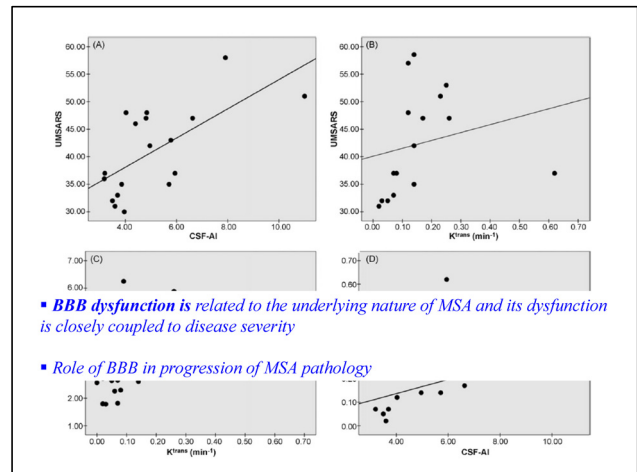 (A)
60.00
55.00
50.00
45.00
40.00
35.00
30.00
UMSARS
4.00 6.00 8.00 10.00
CSF-AI
(B)
60.00
55.00
50.00
45.00
40.00
35.00
30.00
UMSARS
0.00 0.10 0.20 0.30 0.40 0.50 0.60 0.70
Ktrans (min-1)
(C)
7.00
6.00
(D)
0.70
0.60
0.50
▪ BBB dysfunction is related to the underlying nature of MSA and its dysfunction
is closely coupled to disease severity
▪ Role of BBB in progression of MSA pathology
2.00
1.00
0.00 0.10 0.20 0.30 0.40 0.50 0.60 0.70
Ktrans (min-1)
0.20
0.10
0.00
4.00 6.00 8.00 10.00
CSF-AI